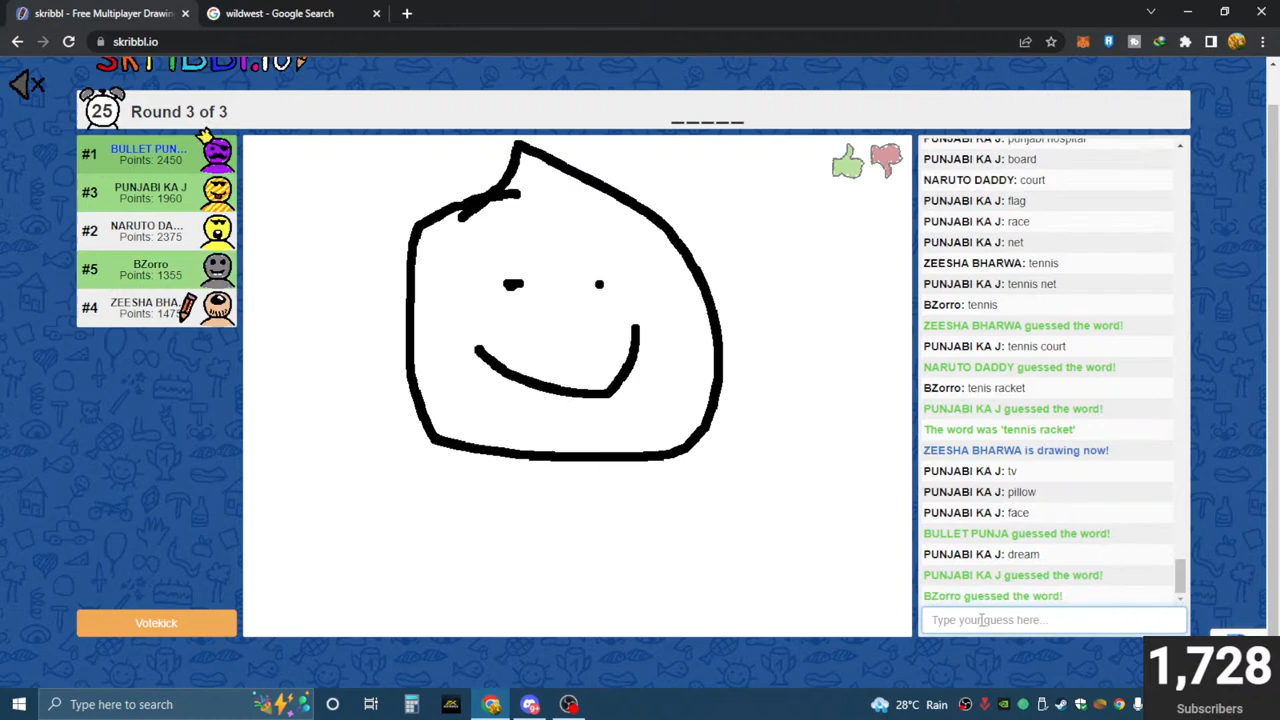 skribbl - Free Multiplayer Drawin
wildwest - Google Search
skribbl.io
SKRIBBL.io
25
Round 3 of 3
_ _ _ _ _
#1 BULLET PUN...
Points: 2450
#3 PUNJABI KA J
Points: 1960
#2 NARUTO DA...
Points: 2375
#5 BZorro
Points: 1355
#4 ZEESHA BHA
Points: 1475
Votekick
PUNJABI KA J: punjabi hospital
PUNJABI KA J: board
NARUTO DADDY: court
PUNJABI KA J: flag
PUNJABI KA J: race
PUNJABI KA J: net
ZEESHA BHARWA: tennis
PUNJABI KA J: tennis net
BZorro: tennis
ZEESHA BHARWA guessed the word!
PUNJABI KA J: tennis court
NARUTO DADDY guessed the word!
BZorro: tenis racket
PUNJABI KA J guessed the word!
The word was 'tennis racket'
ZEESHA BHARWA is drawing now!
PUNJABI KA J: tv
PUNJABI KA J: pillow
PUNJABI KA J: face
BULLET PUNJA guessed the word!
PUNJABI KA J: dream
PUNJABI KA J guessed the word!
BZorro guessed the word!
Type your guess here...
1,728
Subscribers
Type here to search
28°C Rain